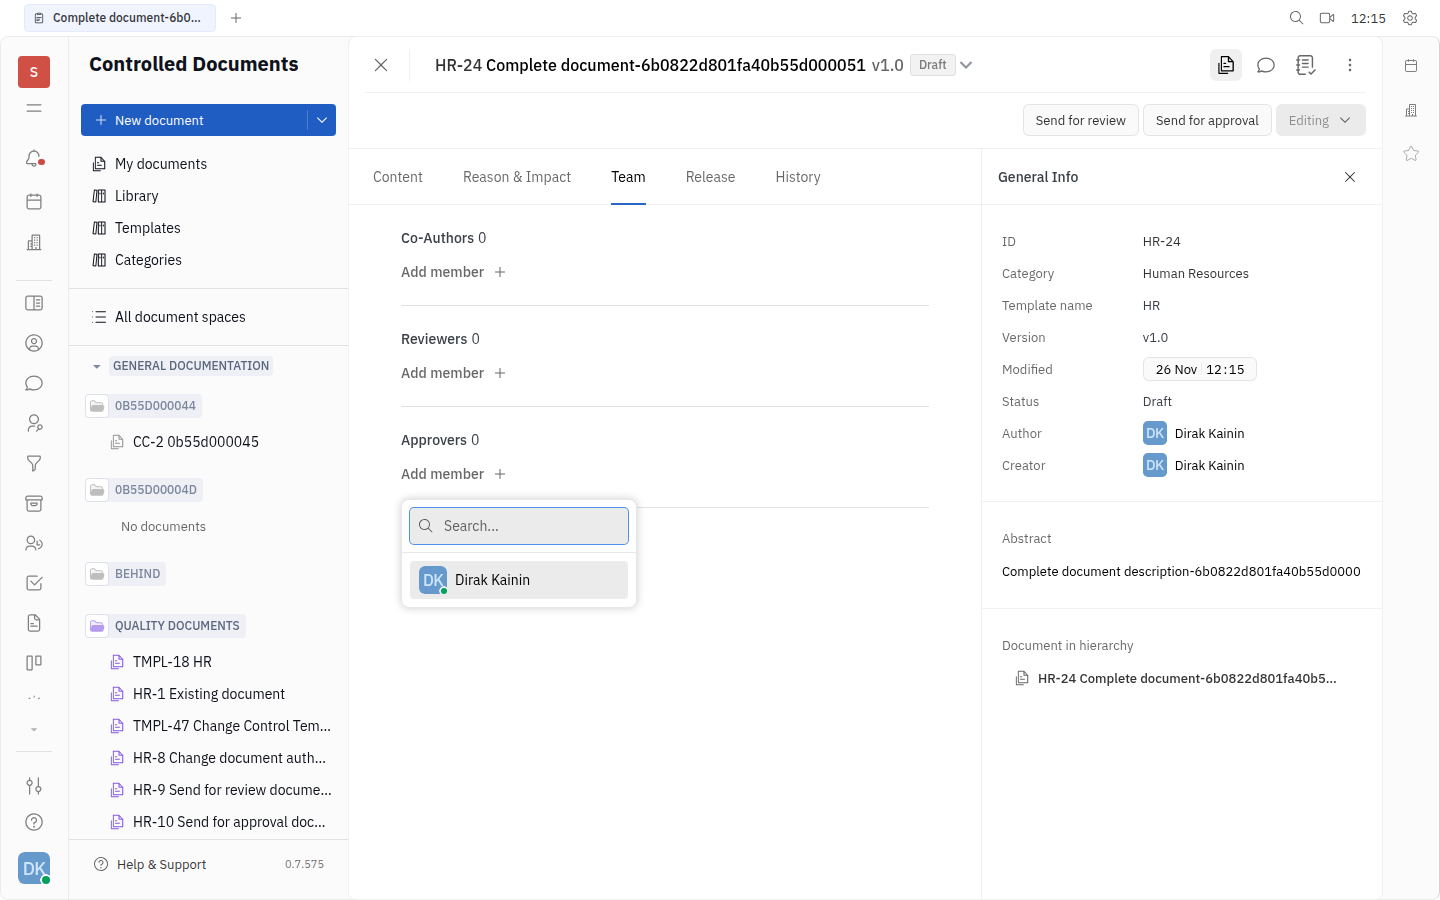 Complete document-6b0...
12:15
S
Controlled Documents
New document
My documents
Library
Templates
Categories
All document spaces
GENERAL DOCUMENTATION
0B55D000044
CC-2 0b55d000045
0B55D00004D
No documents
BEHIND
QUALITY DOCUMENTS
TMPL-18 HR
HR-1 Existing document
TMPL-47 Change Control Tem...
HR-8 Change document auth...
HR-9 Send for review docume...
HR-10 Send for approval doc...
Help & Support 0.7.575
DK
HR-24 Complete document-6b0822d801fa40b55d000051 v1.0 Draft
Send for review Send for approval Editing
Content Reason & Impact Team Release History
Co-Authors 0
Add member
Reviewers 0
Add member
Approvers 0
Add member
Search...
DK Dirak Kainin
General Info
ID HR-24
Category Human Resources
Template name HR
Version v1.0
Modified 26 Nov 12:15
Status Draft
Author DK Dirak Kainin
Creator DK Dirak Kainin
Abstract
Complete document description-6b0822d801fa40b55d0000
Document in hierarchy
HR-24 Complete document-6b0822d801fa40b5...